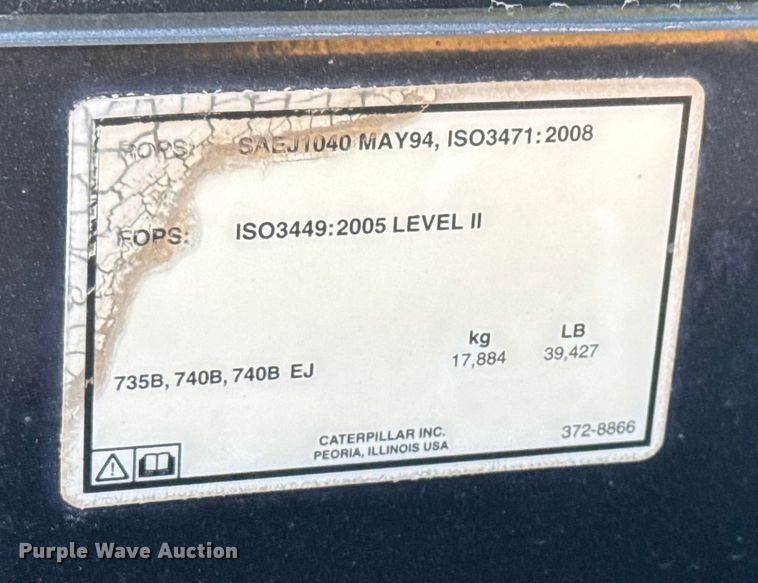 ROPS: SAEJ1040 MAY94, ISO3471:2008
FOPS: ISO3449:2005 LEVEL II
kg LB
735B, 740B, 740B EJ 17,884 39,427
CATERPILLAR INC. 372-8866
PEORIA, ILLINOIS USA
Purple Wave Auction